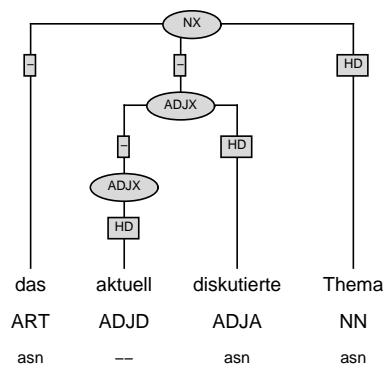 NX
– – HD
ADJX
– HD
ADJX
HD
das aktuell diskutierte Thema
ART ADJD ADJA NN
asn –– asn asn